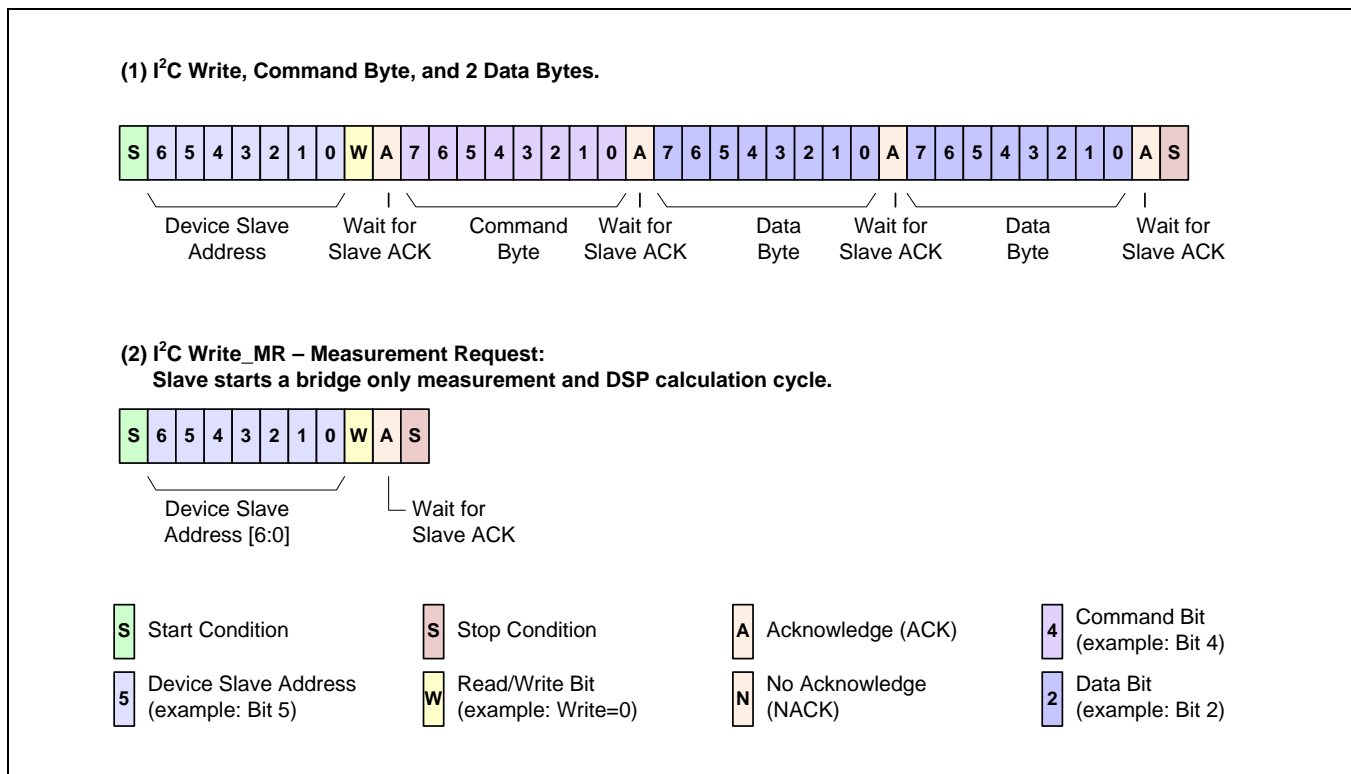 (1) I²C Write, Command Byte, and 2 Data Bytes.
S 6 5 4 3 2 1 0 W A 7 6 5 4 3 2 1 0 A 7 6 5 4 3 2 1 0 A 7 6 5 4 3 2 1 0 A S
Device Slave
Address
Wait for
Slave ACK
Command
Byte
Wait for
Slave ACK
Data
Byte
Wait for
Slave ACK
Data
Byte
Wait for
Slave ACK
(2) I²C Write_MR – Measurement Request:
Slave starts a bridge only measurement and DSP calculation cycle.
S 6 5 4 3 2 1 0 W A S
Device Slave
Address [6:0]
Wait for
Slave ACK
S Start Condition
S Stop Condition
A Acknowledge (ACK)
4 Command Bit
(example: Bit 4)
5 Device Slave Address
(example: Bit 5)
W Read/Write Bit
(example: Write=0)
N No Acknowledge
(NACK)
2 Data Bit
(example: Bit 2)